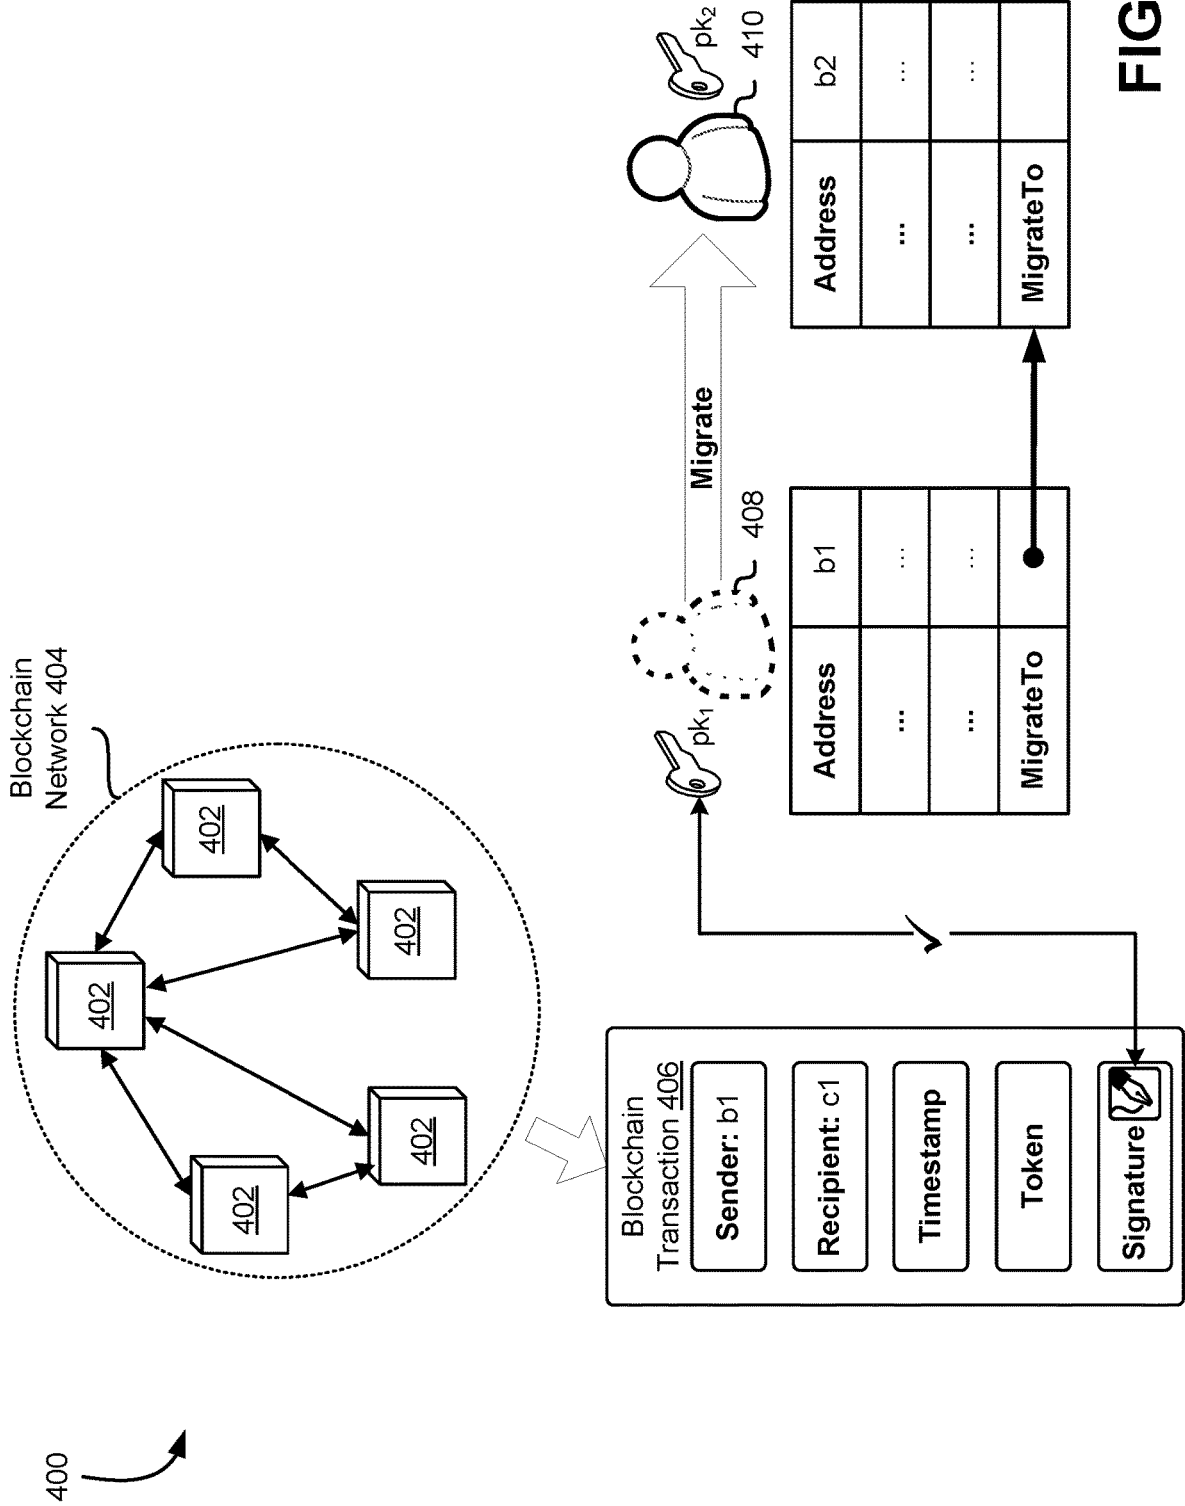 400
Blockchain
Network 404
402
402
402
402
402
Blockchain
Transaction 406
Sender: b1
Recipient: c1
Timestamp
Token
Signature
pk1
408
Migrate
pk2
410
Address b1
... ...
... ...
MigrateTo
Address b2
... ...
... ...
MigrateTo
FIG